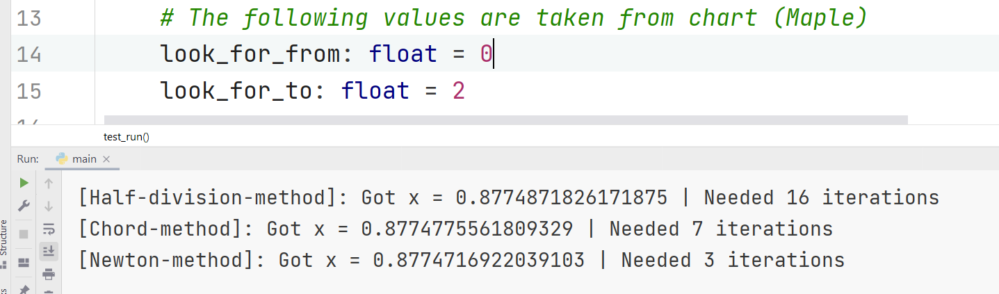 13 # The following values are taken from chart (Maple)
14 look_for_from: float = 0
15 look_for_to: float = 2
test_run()
Run: main ×
Structure
[Half-division-method]: Got x = 0.8774871826171875 | Needed 16 iterations
[Chord-method]: Got x = 0.8774775561809329 | Needed 7 iterations
[Newton-method]: Got x = 0.8774716922039103 | Needed 3 iterations